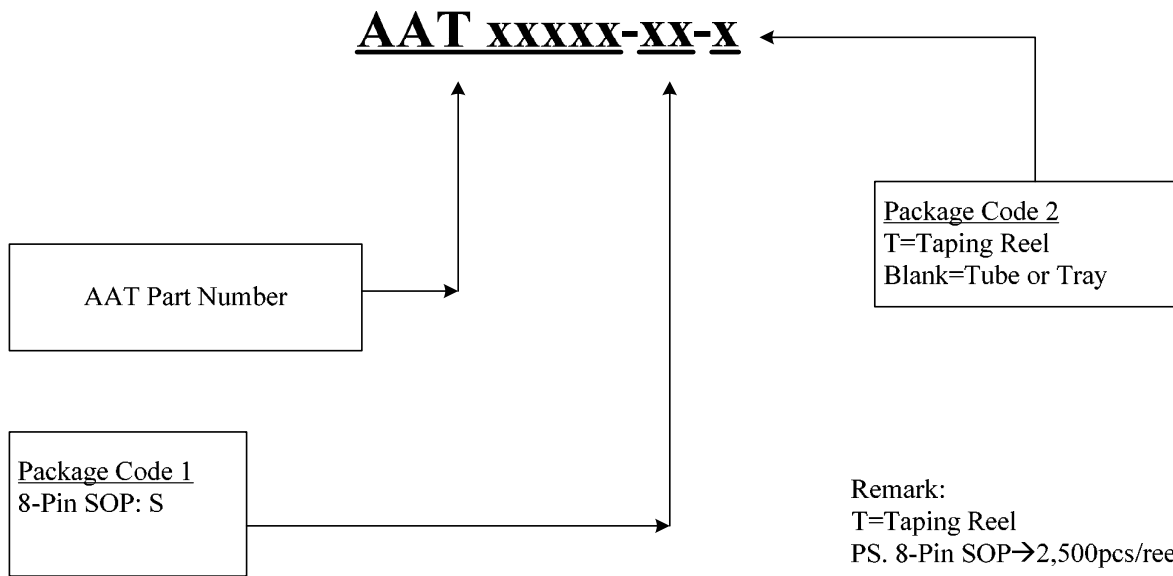 AAT xxxxx-xx-x
Package Code 2
T=Taping Reel
Blank=Tube or Tray
AAT Part Number
Package Code 1
8-Pin SOP: S
Remark:
T=Taping Reel
PS. 8-Pin SOP→2,500pcs/ree